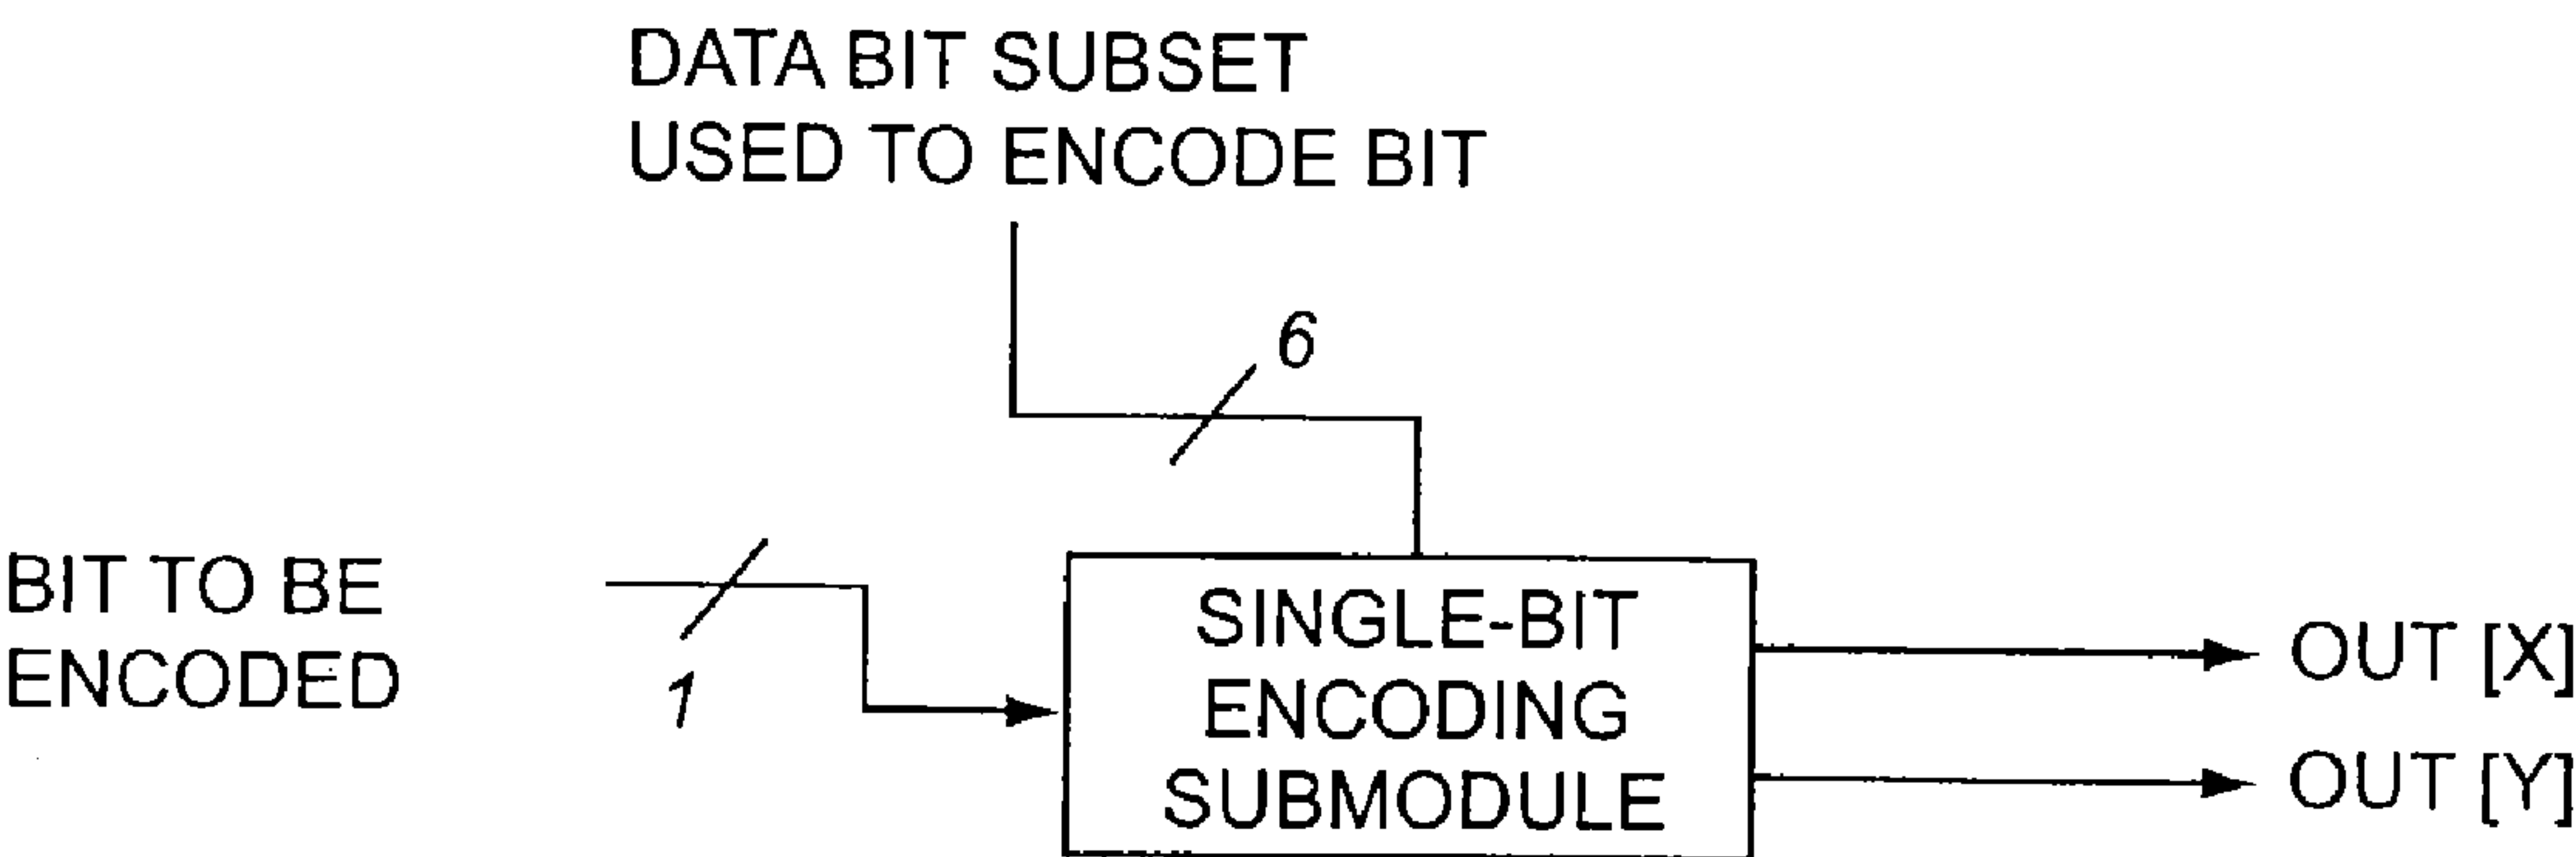 DATA BIT SUBSET
USED TO ENCODE BIT
6
BIT TO BE
ENCODED
1
SINGLE-BIT
ENCODING
SUBMODULE
OUT [X]
OUT [Y]